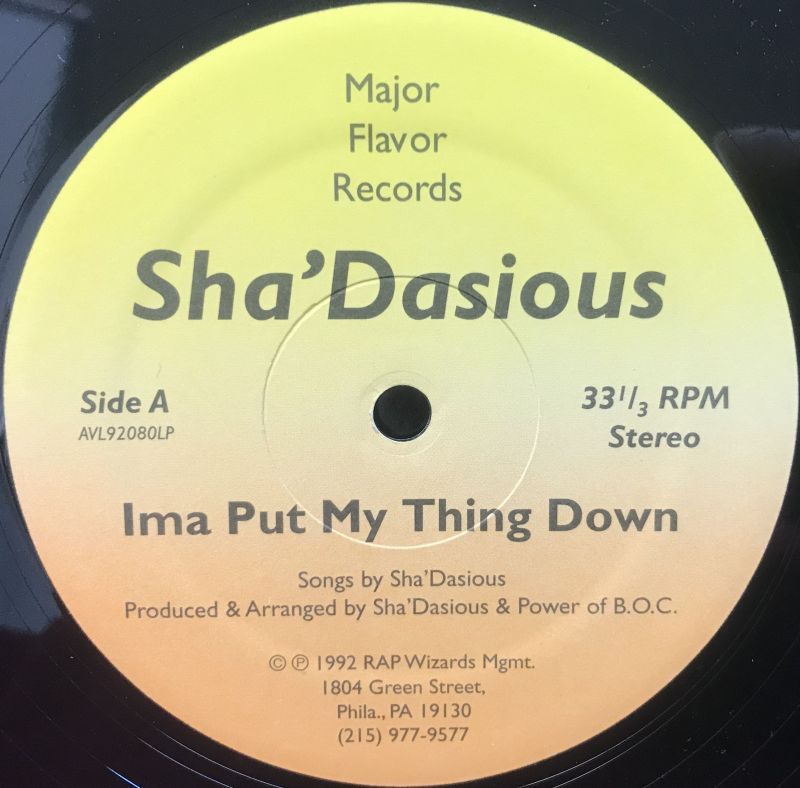 Major
Flavor
Records
Sha’Dasious
Side A
AVL92080LP
33 1/3 RPM
Stereo
Ima Put My Thing Down
Songs by Sha’Dasious
Produced & Arranged by Sha’Dasious & Power of B.O.C.
© ℗ 1992 RAP Wizards Mgmt.
1804 Green Street,
Phila., PA 19130
(215) 977-9577